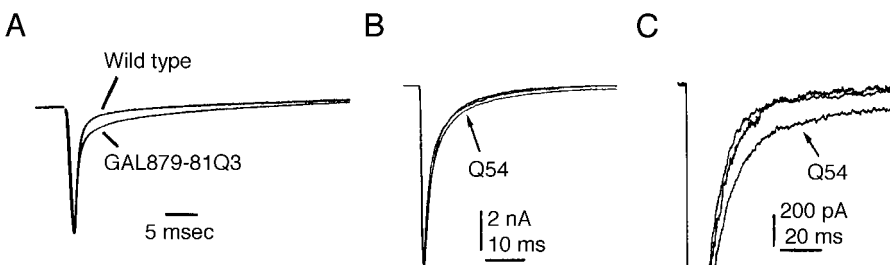 A
Wild type
GAL879-81Q3
5 msec
B
Q54
2 nA
10 ms
C
Q54
200 pA
20 ms